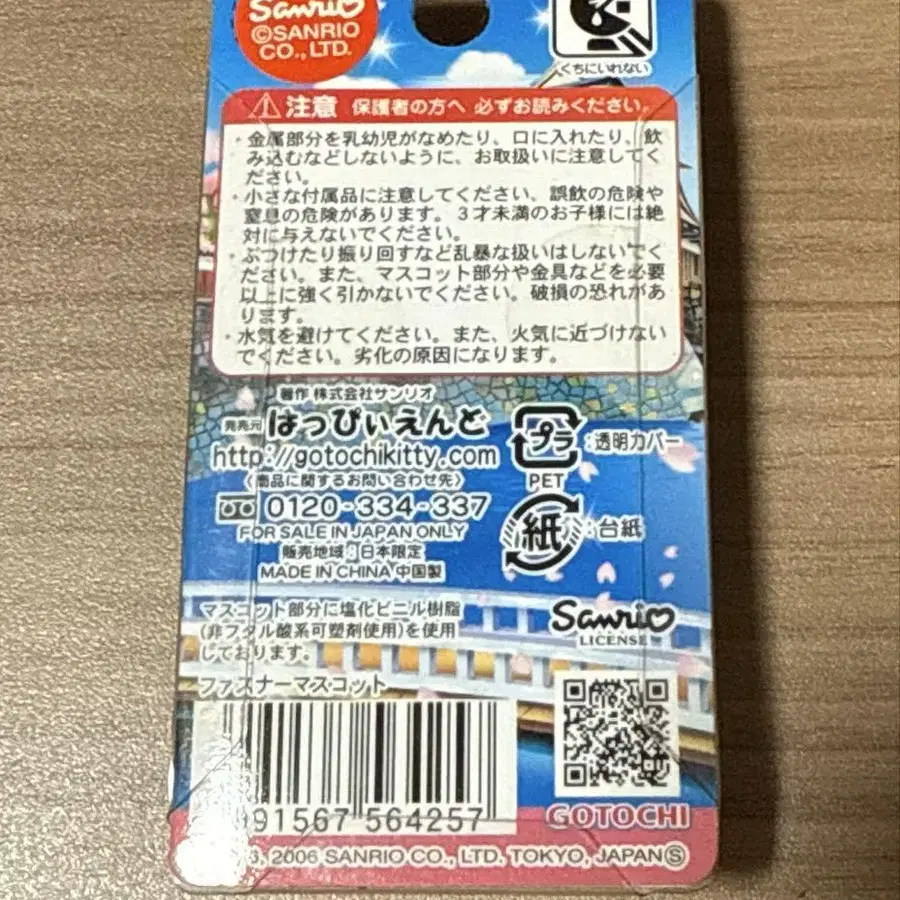 Sanrio
©SANRIO
CO., LTD.
くちにいれない
注意 保護者の方へ 必ずお読みください。
・金属部分を乳幼児がなめたり、口に入れたり、飲
み込むなどしないように、お取扱いに注意してく
ださい。
・小さな付属品に注意してください、誤飲の危険や
窒息の危険があります。3才未満のお子様には絶
対に与えないでください。
・ぶつけたり振り回すなど乱暴な扱いはしないでく
ださい。また、マスコット部分や金具などを必要
以上に強く引かないでください。破損の恐れがあ
ります。
・水気を避けてください。また、火気に近づけない
でください。劣化の原因になります。
著作 株式会社サンリオ
発売元 はっぴぃえんど
http://gotochikitty.com
〈商品に関するお問い合わせ先〉
0120-334-337
FOR SALE IN JAPAN ONLY
販売地域:日本限定
MADE IN CHINA 中国製
プラ :透明カバー
PET
紙 :台紙
マスコット部分に塩化ビニル樹脂
(非フタル酸系可塑剤使用)を使用
しております。
ファスナーマスコット
Sanrio
LICENSE
991567 564257
GOTOCHI
6, 2006 SANRIO CO., LTD. TOKYO, JAPAN Ⓢ